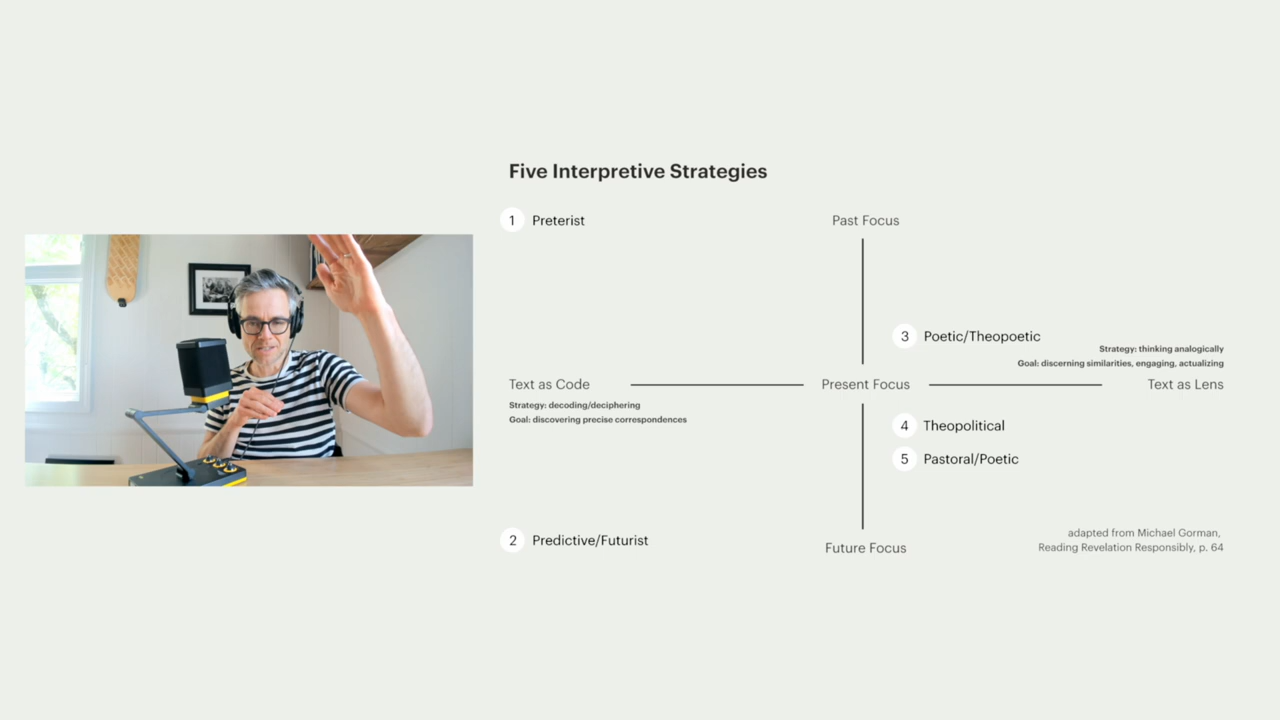 Five Interpretive Strategies
1 Preterist
Past Focus
3 Poetic/Theopoetic
Strategy: thinking analogically
Goal: discerning similarities, engaging, actualizing
Text as Code
Present Focus
Text as Lens
Strategy: decoding/deciphering
Goal: discovering precise correspondences
4 Theopolitical
5 Pastoral/Poetic
2 Predictive/Futurist
Future Focus
adapted from Michael Gorman,
Reading Revelation Responsibly, p. 64